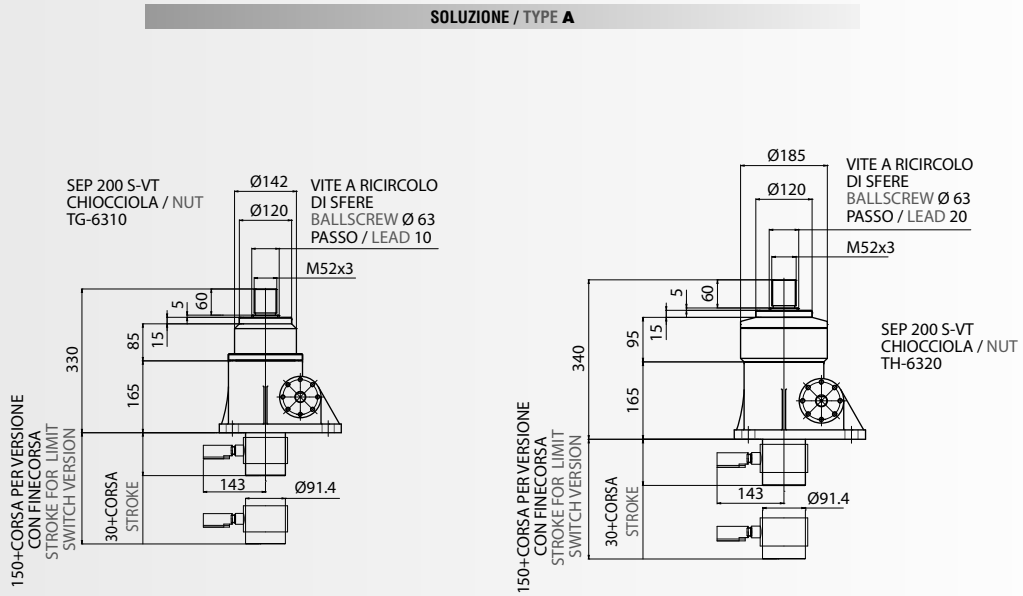 SOLUZIONE / TYPE A
SEP 200 S-VT
CHIOCCIOLA / NUT
TG-6310
Ø142
Ø120
VITE A RICIRCOLO
DI SFERE
BALLSCREW Ø 63
PASSO / LEAD 10
M52x3
60
5
15
85
330
165
143
Ø91.4
30+CORSA
STROKE
150+CORSA PER VERSIONE
CON FINECORSA
STROKE FOR LIMIT
SWITCH VERSION
Ø185
Ø120
VITE A RICIRCOLO
DI SFERE
BALLSCREW Ø 63
PASSO / LEAD 20
M52x3
60
5
15
95
340
165
SEP 200 S-VT
CHIOCCIOLA / NUT
TH-6320
143
Ø91.4
30+CORSA
STROKE
150+CORSA PER VERSIONE
CON FINECORSA
STROKE FOR LIMIT
SWITCH VERSION